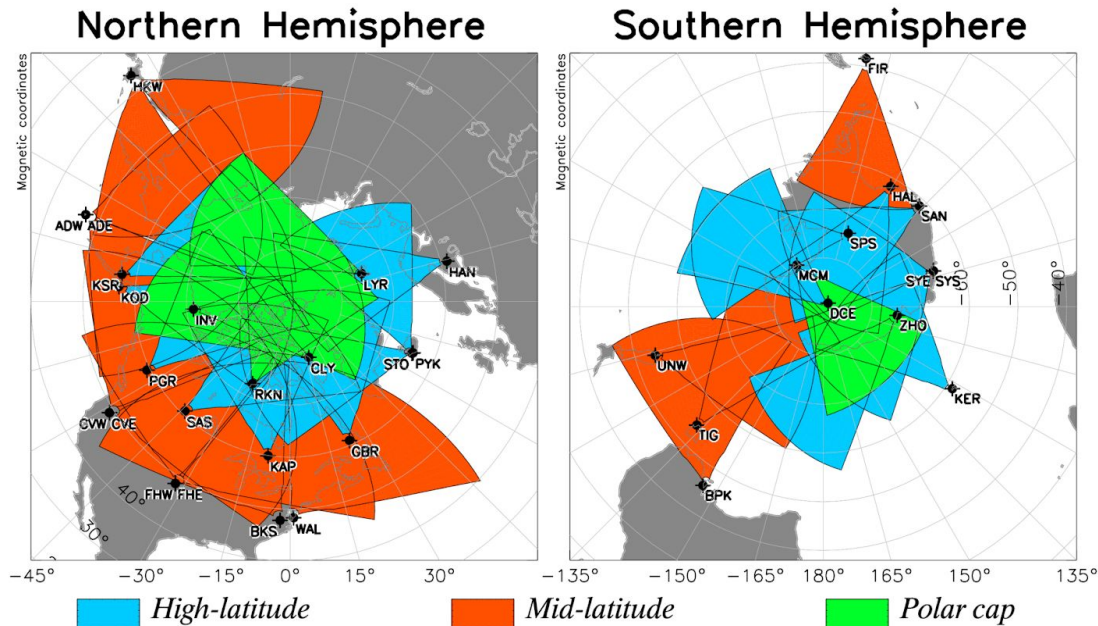 Northern Hemisphere
Southern Hemisphere
Magnetic coordinates
HKW
ADW ADE
KSR
KOD
INV
LYR
HAN
STO PYK
CLY
RKN
PGR
SAS
CVW CVE
KAP
GBR
FHW FHE
BKS
WAL
40°
30°
-45°
-30°
-15°
0°
15°
30°
Magnetic coordinates
FIR
HAL
SAN
SPS
MCM
SYE SYS
-60°
-50°
-40°
DCE
ZHO
UNW
KER
TIG
BPK
-135°
-150°
-165°
180°
165°
150°
135°
High-latitude
Mid-latitude
Polar cap